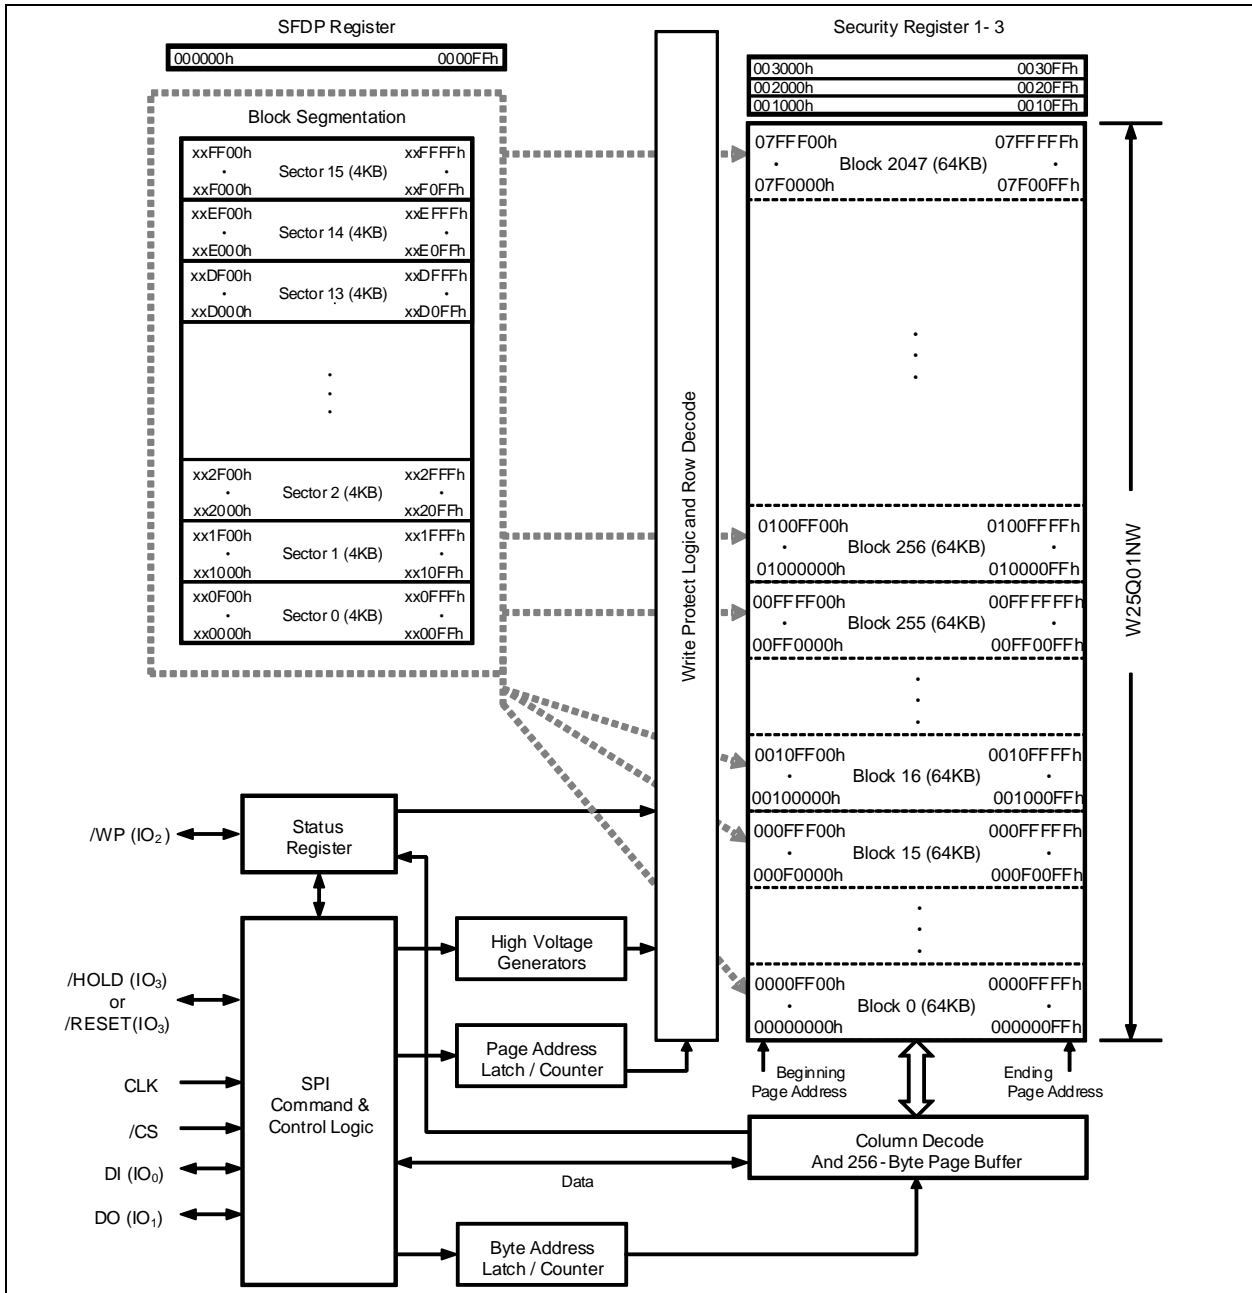 SFDP Register
000000h 0000FFh
Block Segmentation
xxFF00h xxFFFFh
• Sector 15 (4KB) •
xxF000h xxF0FFh
xxEF00h xxEFFFh
• Sector 14 (4KB) •
xxE000h xxE0FFh
xxDF00h xxDFFFh
• Sector 13 (4KB) •
xxD000h xxD0FFh
xx2F00h xx2FFFh
• Sector 2 (4KB) •
xx2000h xx20FFh
xx1F00h xx1FFFh
• Sector 1 (4KB) •
xx1000h xx10FFh
xx0F00h xx0FFFh
• Sector 0 (4KB) •
xx0000h xx00FFh
Write Protect Logic and Row Decode
Security Register 1- 3
003000h 0030FFh
002000h 0020FFh
001000h 0010FFh
07FFF00h 07FFFFFh
• Block 2047 (64KB) •
07F0000h 07F00FFh
0100FF00h 0100FFFFh
• Block 256 (64KB) •
01000000h 010000FFh
00FFFF00h 00FFFFFFh
• Block 255 (64KB) •
00FF0000h 00FF00FFh
0010FF00h 0010FFFFh
• Block 16 (64KB) •
00100000h 001000FFh
000FFF00h 000FFFFFh
• Block 15 (64KB) •
000F0000h 000F00FFh
0000FF00h 0000FFFFh
• Block 0 (64KB) •
00000000h 000000FFh
W25Q01NW
Beginning
Page Address
Ending
Page Address
Status
Register
/WP (IO₂)
High Voltage
Generators
/HOLD (IO₃)
or
/RESET(IO₃)
Page Address
Latch / Counter
SPI
Command &
Control Logic
CLK
/CS
DI (IO₀)
DO (IO₁)
Data
Column Decode
And 256-Byte Page Buffer
Byte Address
Latch / Counter